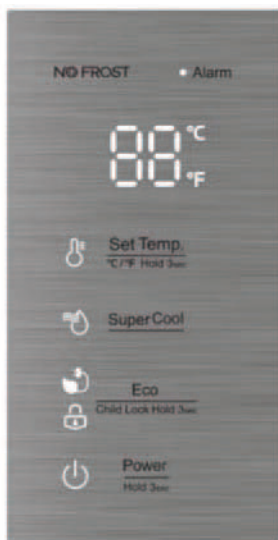 NO FROST • Alarm
88 °C
°F
Set Temp.
°C/°F Hold 3sec
Super Cool
Eco
Child Lock Hold 3sec
Power
Hold 3sec